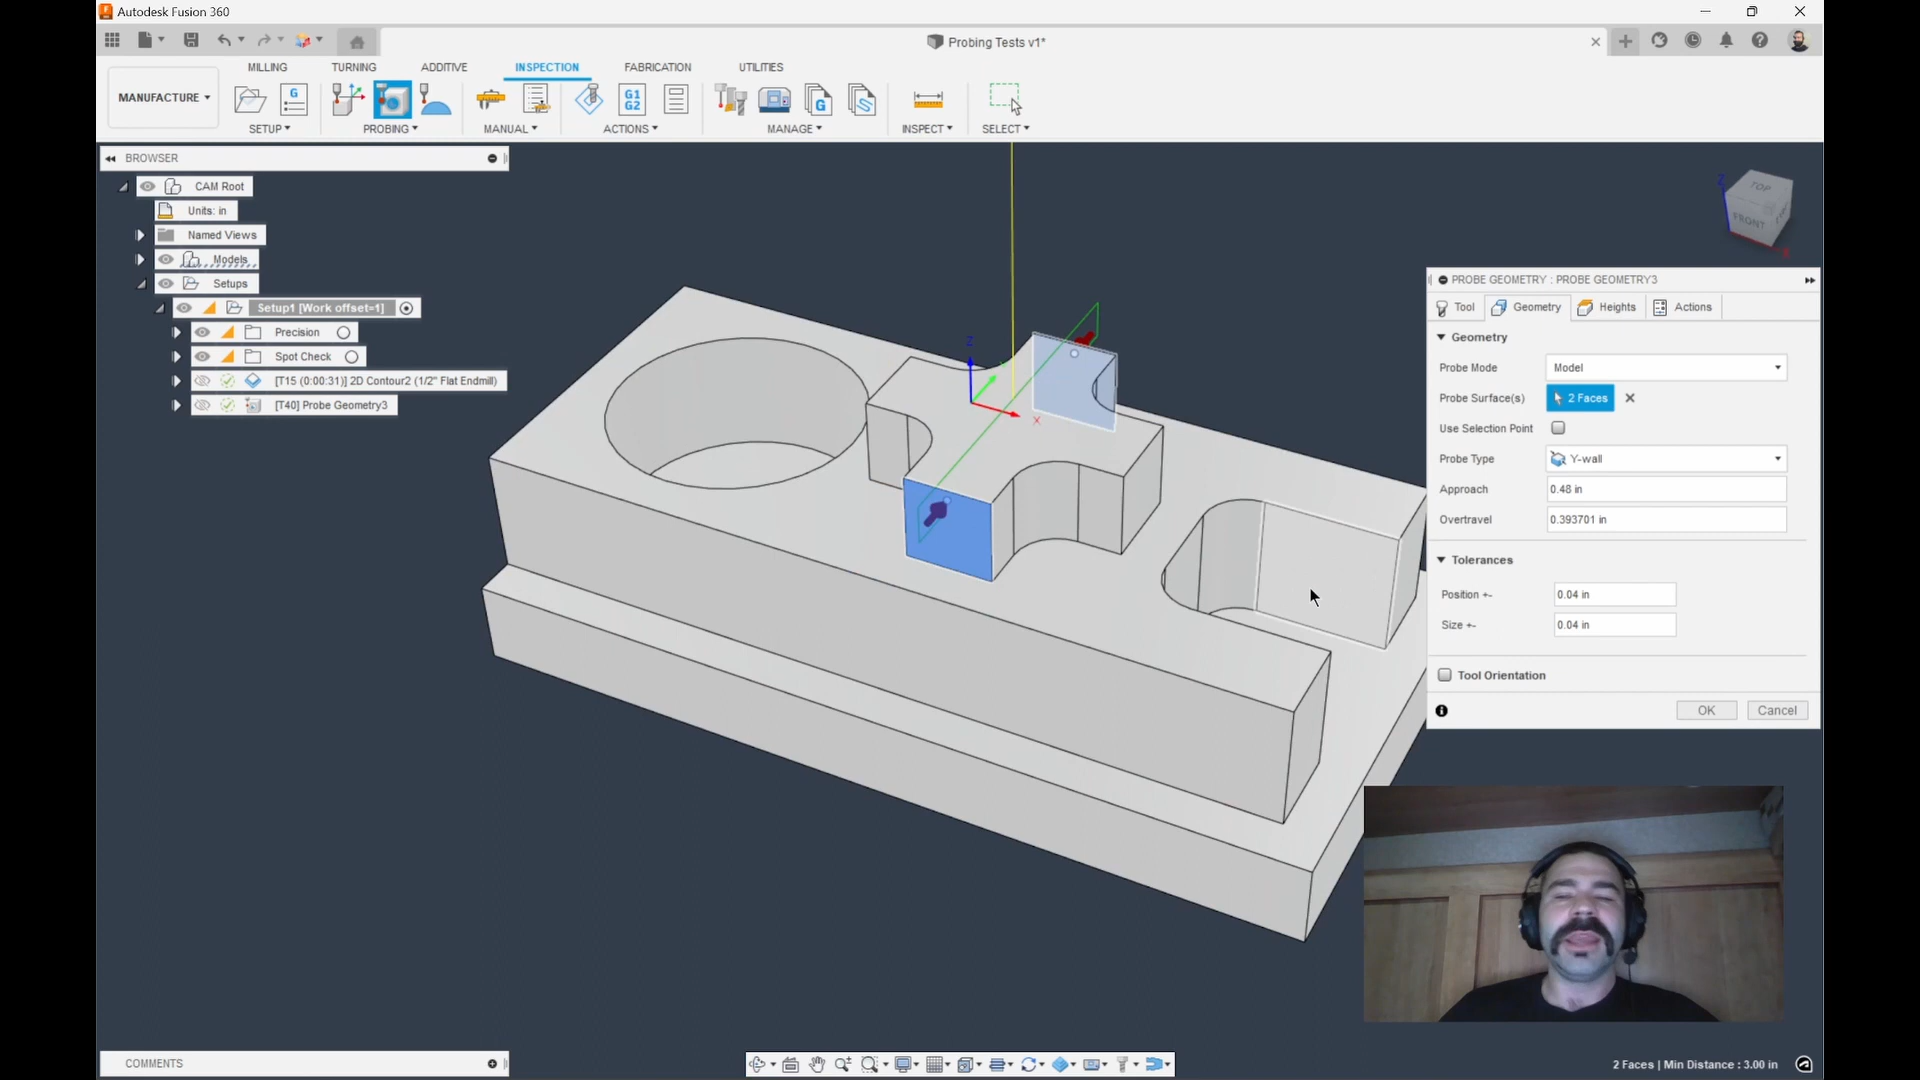 Autodesk Fusion 360
Probing Tests v1*
MILLING TURNING ADDITIVE INSPECTION FABRICATION UTILITIES
MANUFACTURE
G
G1
G2
G
SETUP PROBING MANUAL ACTIONS MANAGE INSPECT SELECT
BROWSER
CAM Root
Units: in
Named Views
Models
Setups
Setup1 [Work offset=1]
Precision
Spot Check
[T15 (0:00:31)] 2D Contour2 (1/2" Flat Endmill)
[T40] Probe Geometry3
Z
X
Z
TOP
FRONT
X
PROBE GEOMETRY : PROBE GEOMETRY3
Tool Geometry Heights Actions
Geometry
Probe Mode Model
Probe Surface(s) 2 Faces
Use Selection Point
Probe Type Y-wall
Approach 0.48 in
Overtravel 0.393701 in
Tolerances
Position +- 0.04 in
Size +- 0.04 in
Tool Orientation
OK Cancel
COMMENTS
2 Faces | Min Distance : 3.00 in